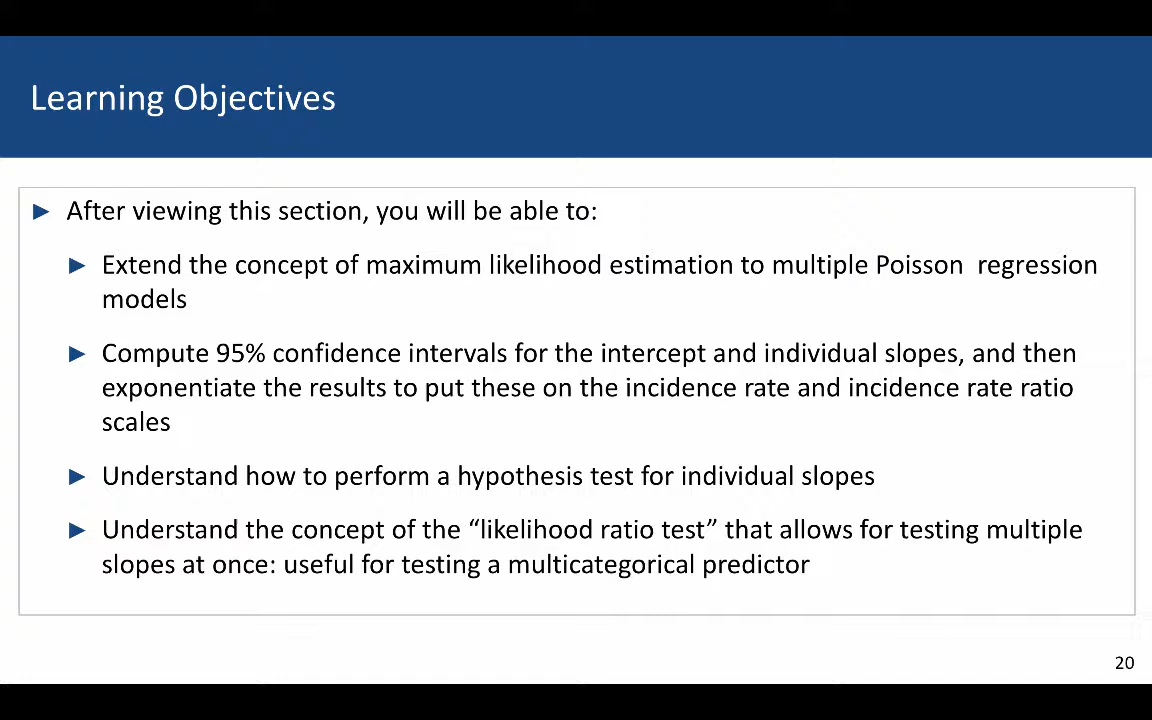 Learning Objectives
► After viewing this section, you will be able to:
► Extend the concept of maximum likelihood estimation to multiple Poisson  regression
models
► Compute 95% confidence intervals for the intercept and individual slopes, and then
exponentiate the results to put these on the incidence rate and incidence rate ratio
scales
► Understand how to perform a hypothesis test for individual slopes
► Understand the concept of the “likelihood ratio test” that allows for testing multiple
slopes at once: useful for testing a multicategorical predictor
20